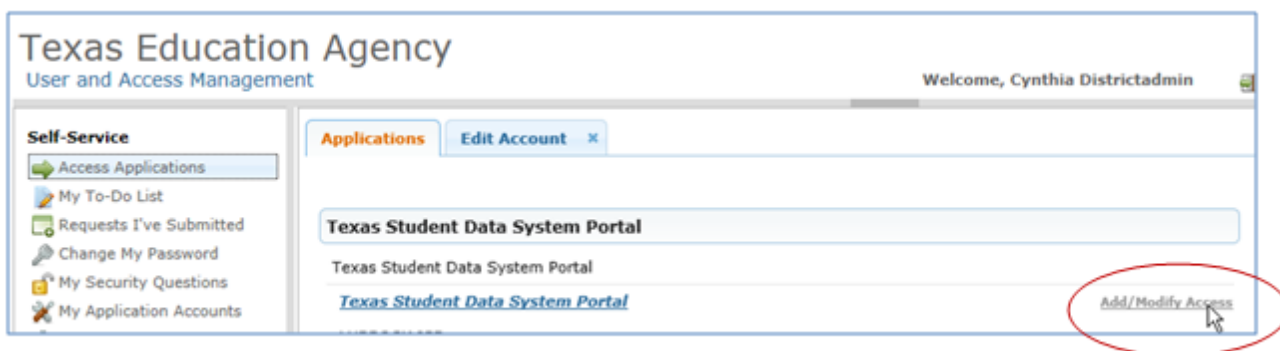 Texas Education Agency
User and Access Management
Welcome, Cynthia Districtadmin
Self-Service
Access Applications
My To-Do List
Requests I've Submitted
Change My Password
My Security Questions
My Application Accounts
Applications
Edit Account ×
Texas Student Data System Portal
Texas Student Data System Portal
Texas Student Data System Portal
Add/Modify Access